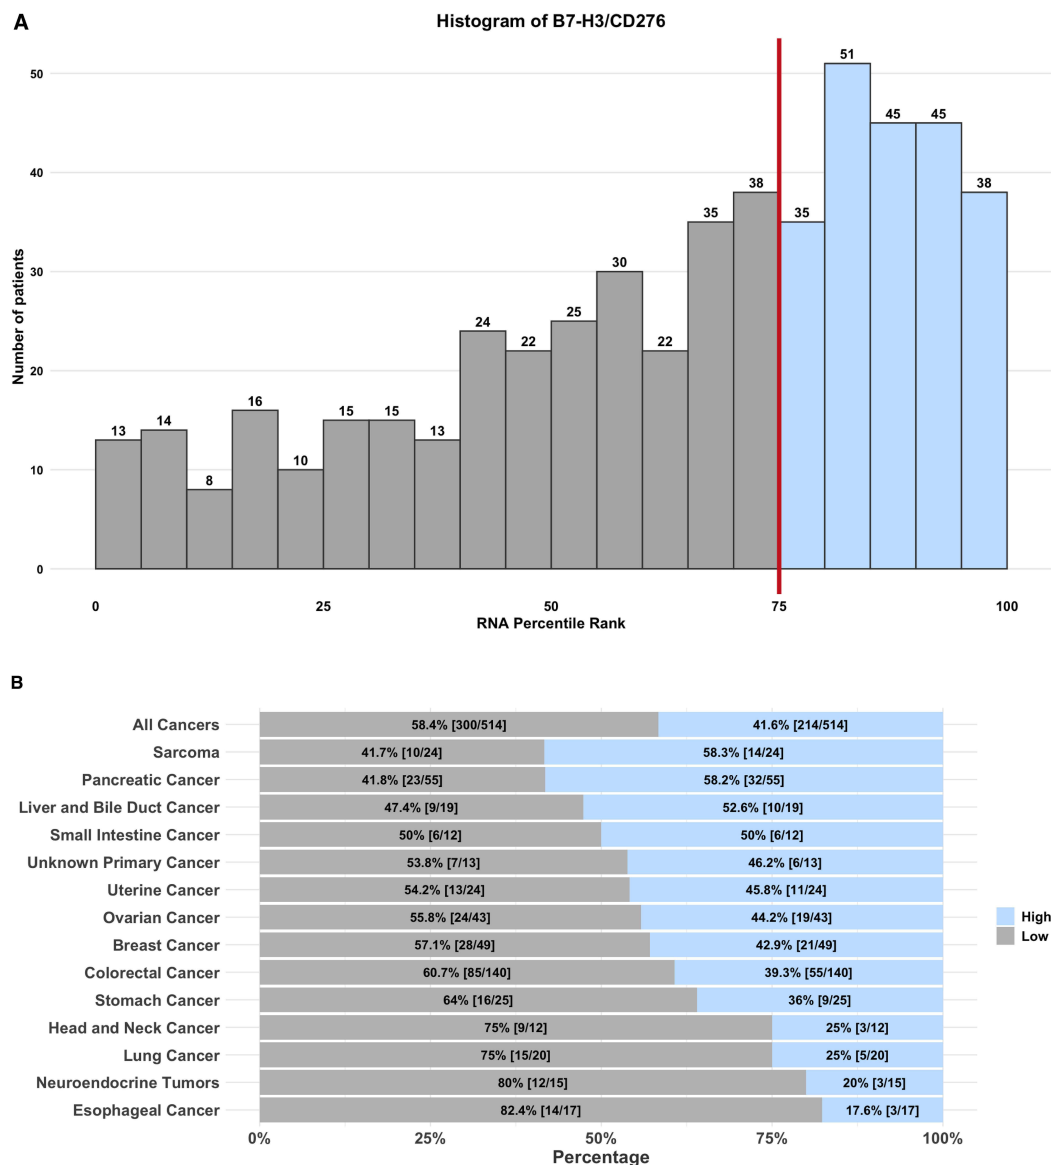 A
Histogram of B7-H3/CD276
Number of patients
50
40
30
20
10
0
13
14
8
16
10
15
15
13
24
22
25
30
22
35
38
35
51
45
45
38
0 25 50 75 100
RNA Percentile Rank
B
All Cancers 58.4% [300/514] 41.6% [214/514]
Sarcoma 41.7% [10/24] 58.3% [14/24]
Pancreatic Cancer 41.8% [23/55] 58.2% [32/55]
Liver and Bile Duct Cancer 47.4% [9/19] 52.6% [10/19]
Small Intestine Cancer 50% [6/12] 50% [6/12]
Unknown Primary Cancer 53.8% [7/13] 46.2% [6/13]
Uterine Cancer 54.2% [13/24] 45.8% [11/24]
Ovarian Cancer 55.8% [24/43] 44.2% [19/43]
Breast Cancer 57.1% [28/49] 42.9% [21/49]
Colorectal Cancer 60.7% [85/140] 39.3% [55/140]
Stomach Cancer 64% [16/25] 36% [9/25]
Head and Neck Cancer 75% [9/12] 25% [3/12]
Lung Cancer 75% [15/20] 25% [5/20]
Neuroendocrine Tumors 80% [12/15] 20% [3/15]
Esophageal Cancer 82.4% [14/17] 17.6% [3/17]
0% 25% 50% 75% 100%
Percentage
High
Low